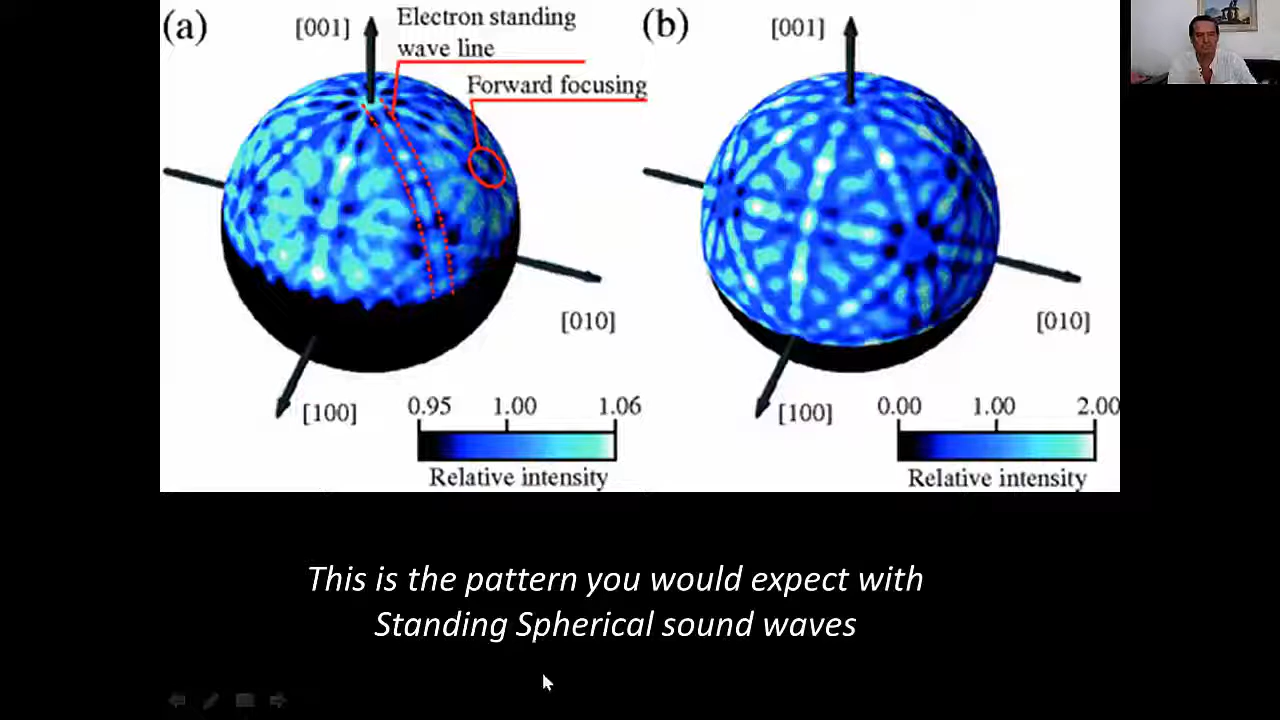 (a)
[001]
Electron standing
wave line
Forward focusing
[010]
[100]
0.95 1.00 1.06
Relative intensity
(b)
[001]
[010]
[100]
0.00 1.00 2.00
Relative intensity
This is the pattern you would expect with
Standing Spherical sound waves